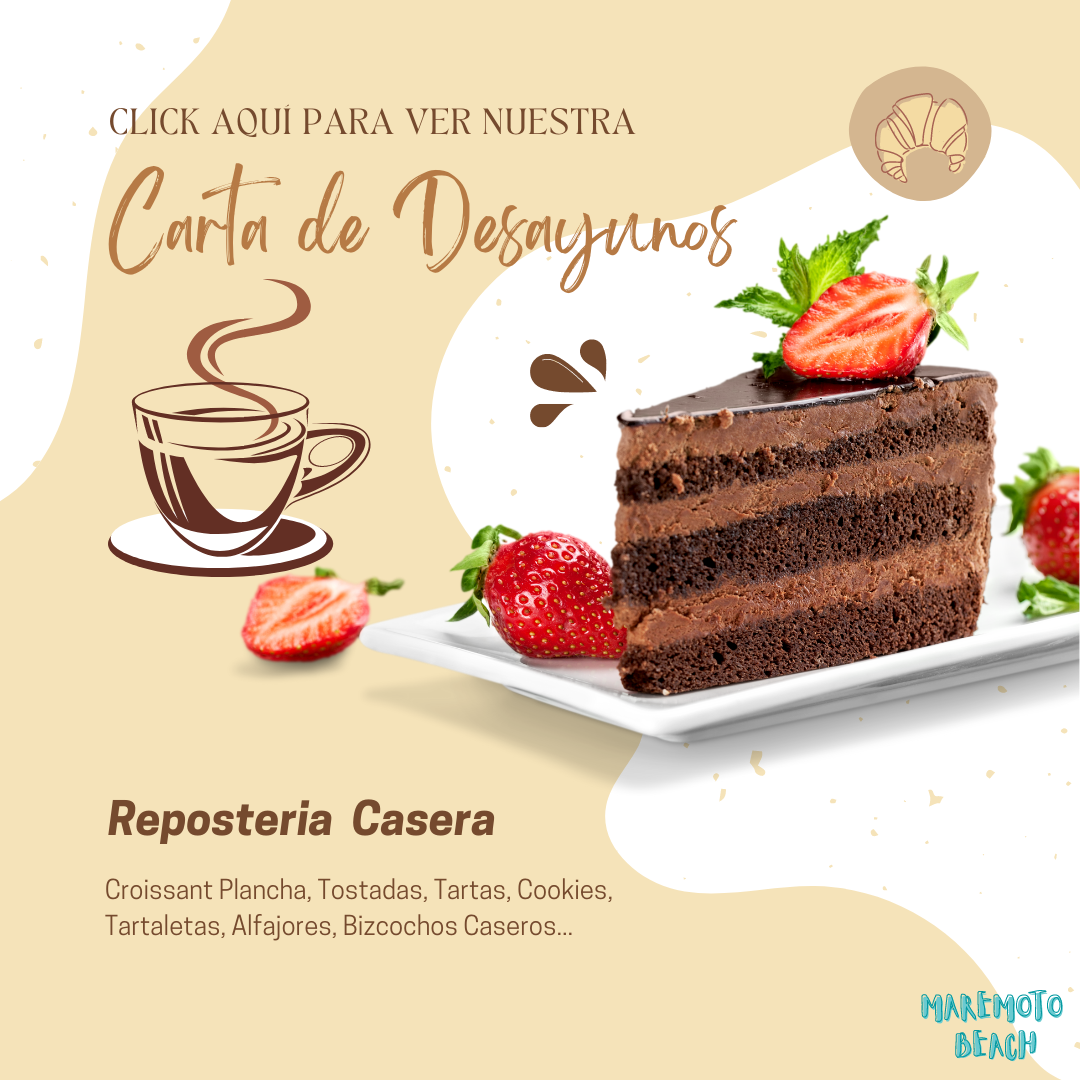 CLICK AQUÍ PARA VER NUESTRA
Carta de Desayunos
Reposteria Casera
Croissant Plancha, Tostadas, Tartas, Cookies,
Tartaletas, Alfajores, Bizcochos Caseros...
MAREMOTO
BEACH